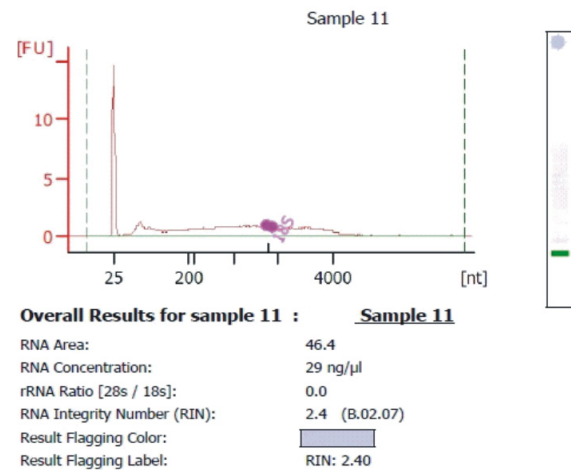 Sample 11
[FU]
10
5
0
18S
25 200 4000 [nt]
Overall Results for sample 11 : Sample 11
RNA Area: 46.4
RNA Concentration: 29 ng/µl
rRNA Ratio [28s / 18s]: 0.0
RNA Integrity Number (RIN): 2.4 (B.02.07)
Result Flagging Color:
Result Flagging Label: RIN: 2.40